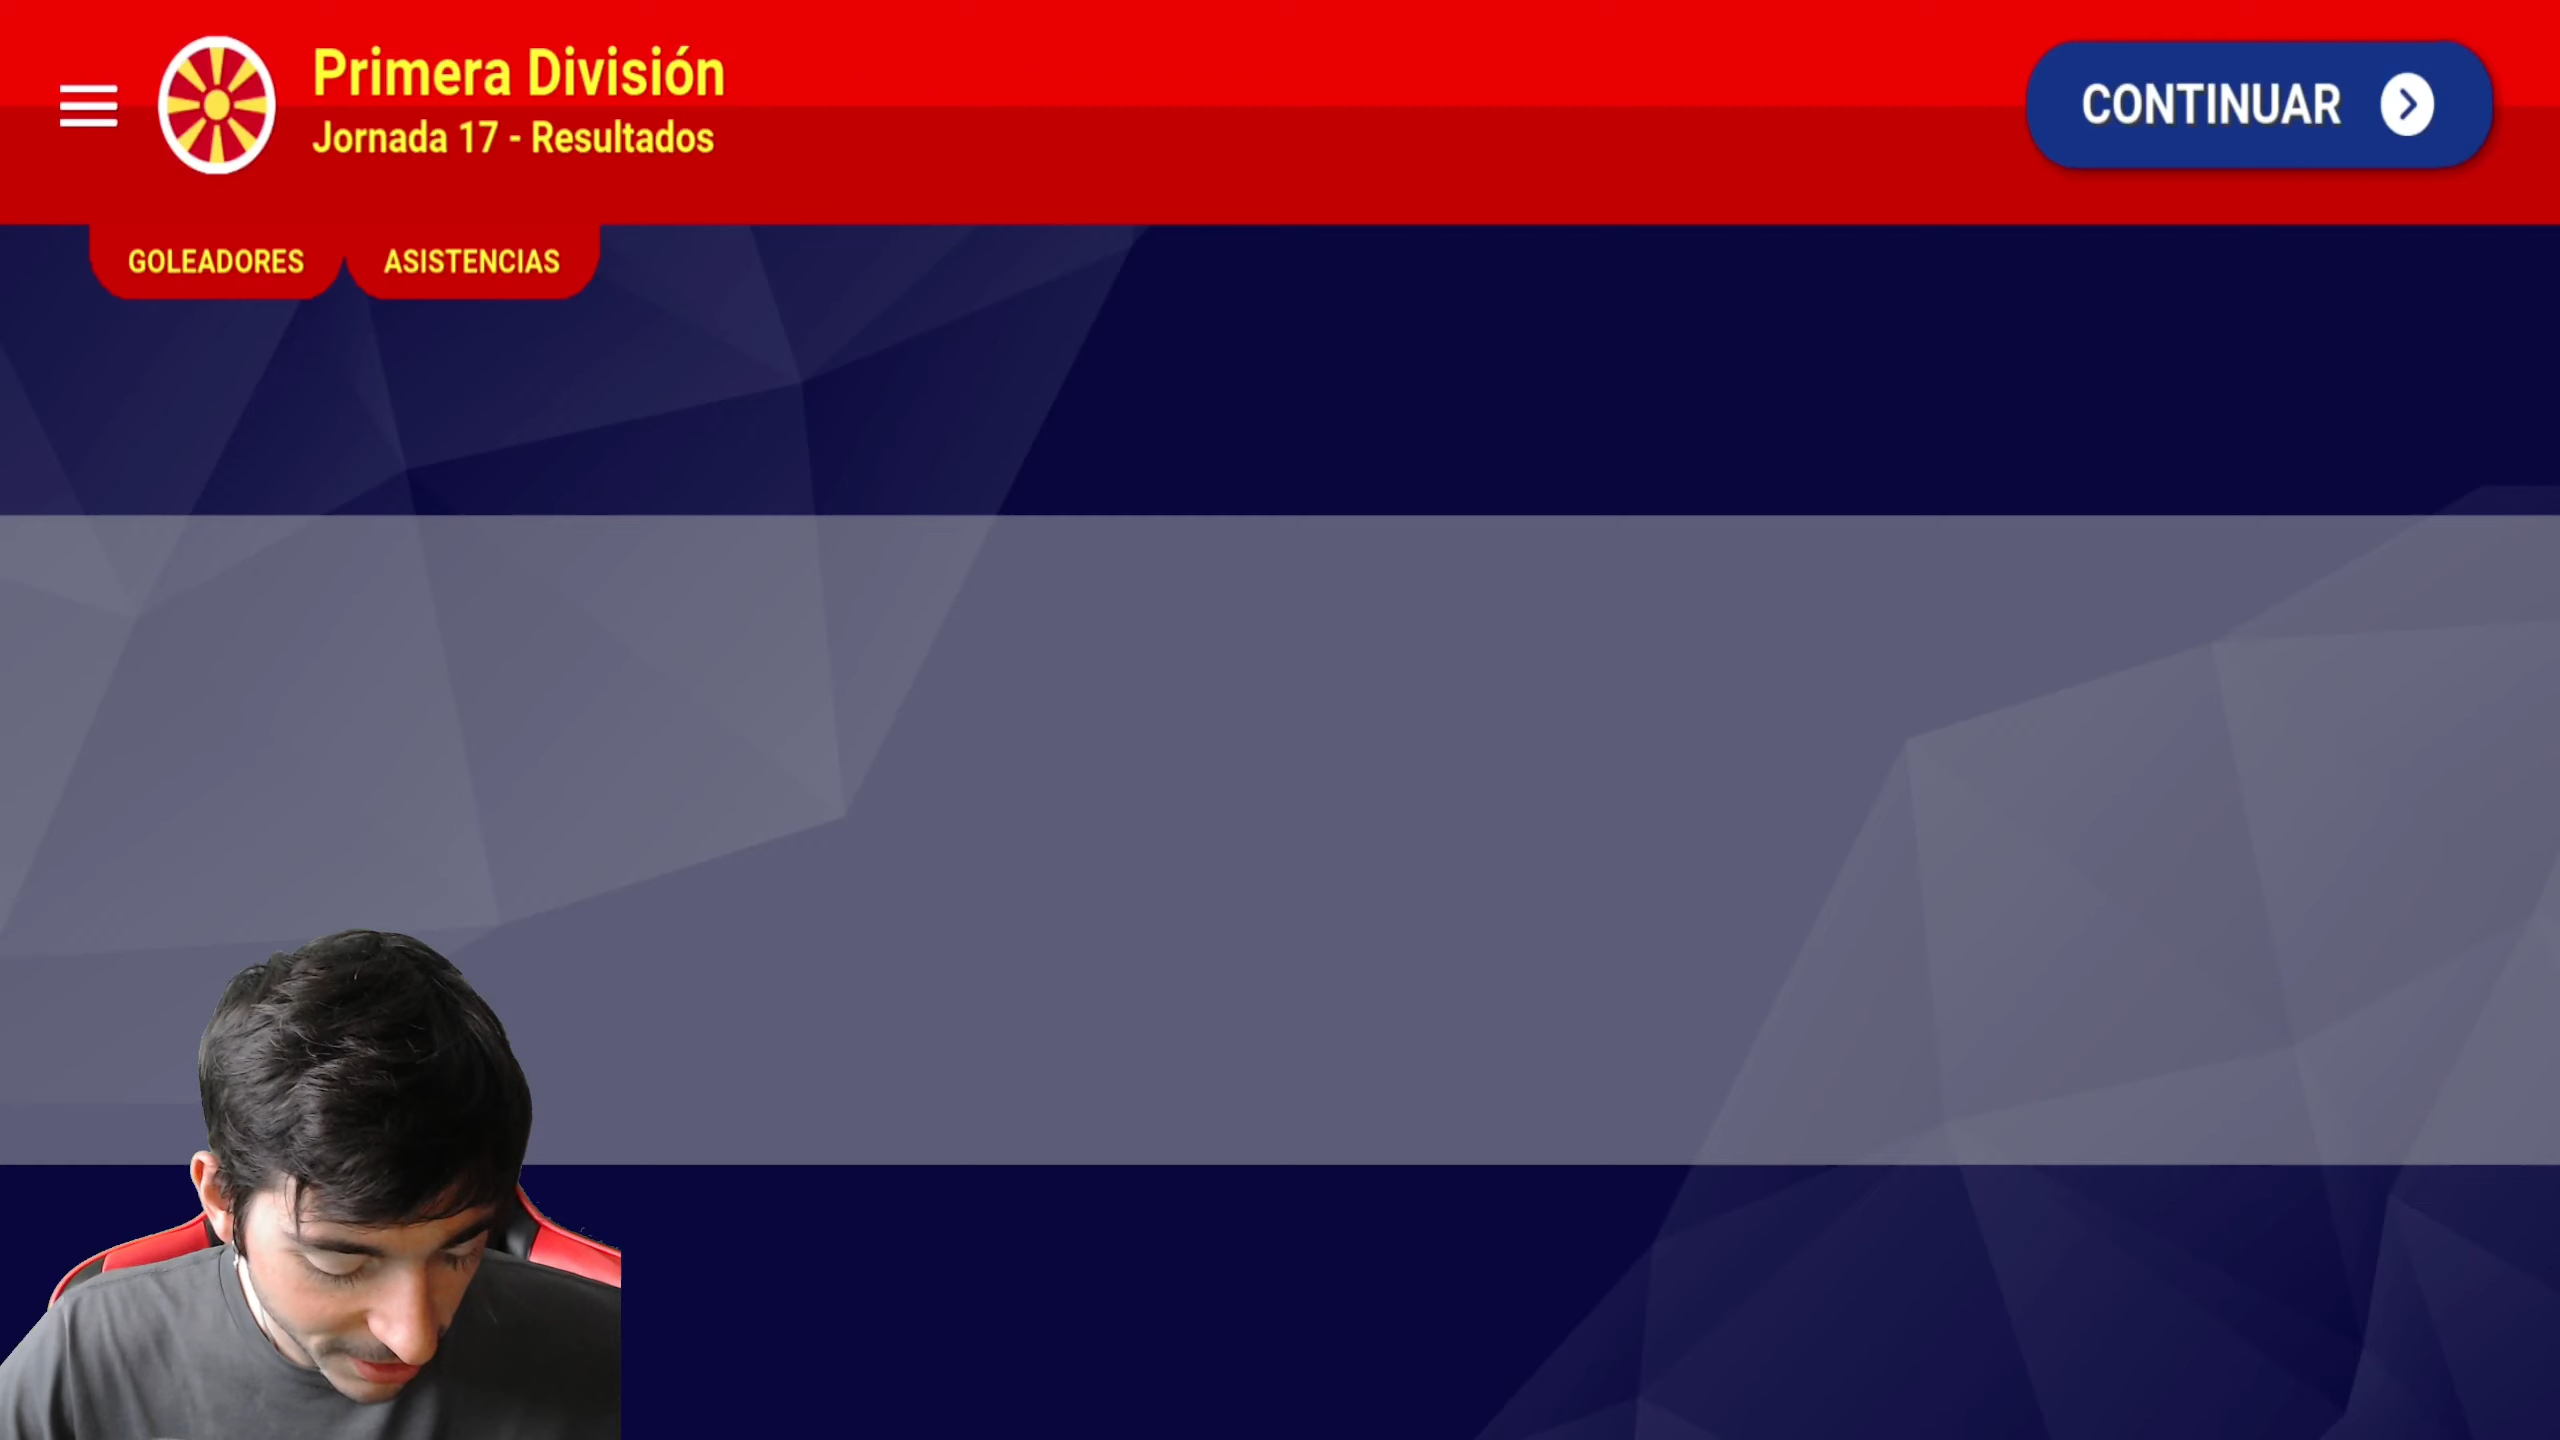 Primera División
Jornada 17 - Resultados
CONTINUAR
GOLEADORES
ASISTENCIAS